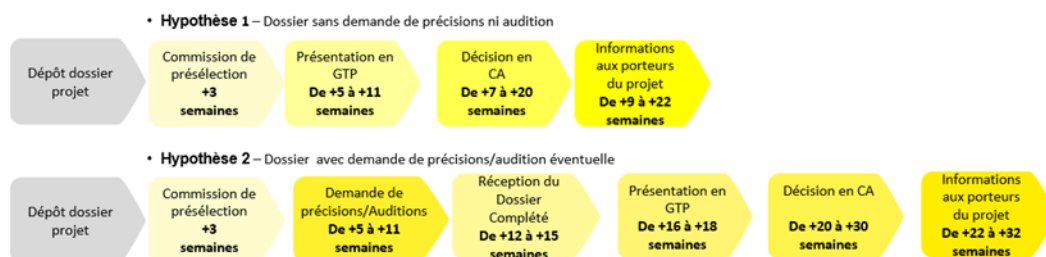 • Hypothèse 1 – Dossier sans demande de précisions ni audition
Dépôt dossier
projet
Commission de
présélection
+3
semaines
Présentation en
GTP
De +5 à +11
semaines
Décision en
CA
De +7 à +20
semaines
Informations
aux porteurs
du projet
De +9 à +22
semaines
• Hypothèse 2 – Dossier avec demande de précisions/audition éventuelle
Dépôt dossier
projet
Commission de
présélection
+3
semaines
Demande de
précisions/Auditions
De +5 à +11
semaines
Réception du
Dossier
Complété
De +12 à +15
semaines
Présentation en
GTP
De +16 à +18
semaines
Décision en CA
De +20 à +30
semaines
Informations
aux porteurs
du projet
De +22 à +32
semaines